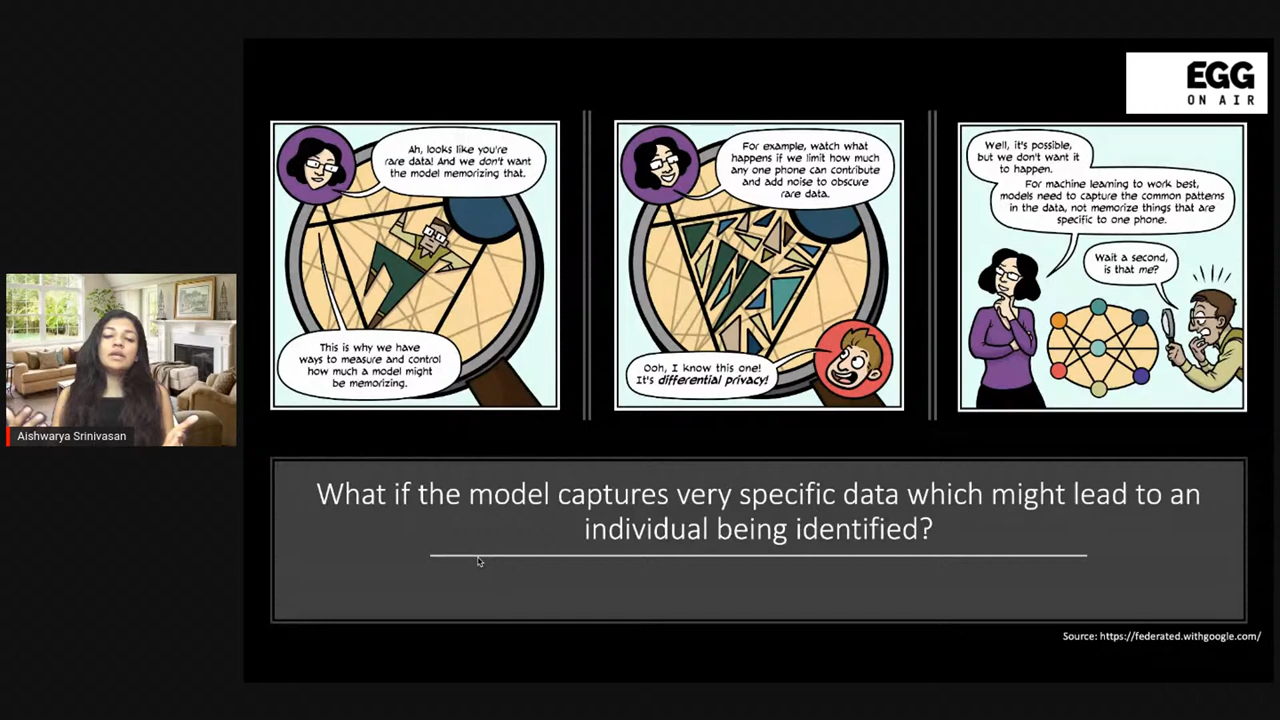 EGG
ON AIR
Ah, looks like you're
rare data! And we don't want
the model memorizing that.
This is why we have
ways to measure and control
how much a model might
be memorizing.
For example, watch what
happens if we limit how much
any one phone can contribute
and add noise to obscure
rare data.
Ooh, I know this one!
It's differential privacy!
Well, it's possible,
but we don't want it
to happen.
For machine learning to work best,
models need to capture the common patterns
in the data, not memorize things that are
specific to one phone.
Wait a second,
is that me?
Aishwarya Srinivasan
What if the model captures very specific data which might lead to an
individual being identified?
Source: https://federated.withgoogle.com/